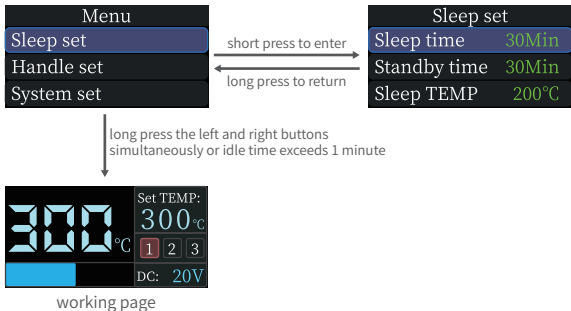 Menu
Sleep set
Handle set
System set
short press to enter
long press to return
Sleep set
Sleep time 30Min
Standby time 30Min
Sleep TEMP 200℃
long press the left and right buttons
simultaneously or idle time exceeds 1 minute
300℃
Set TEMP:
300℃
1 2 3
DC: 20V
working page